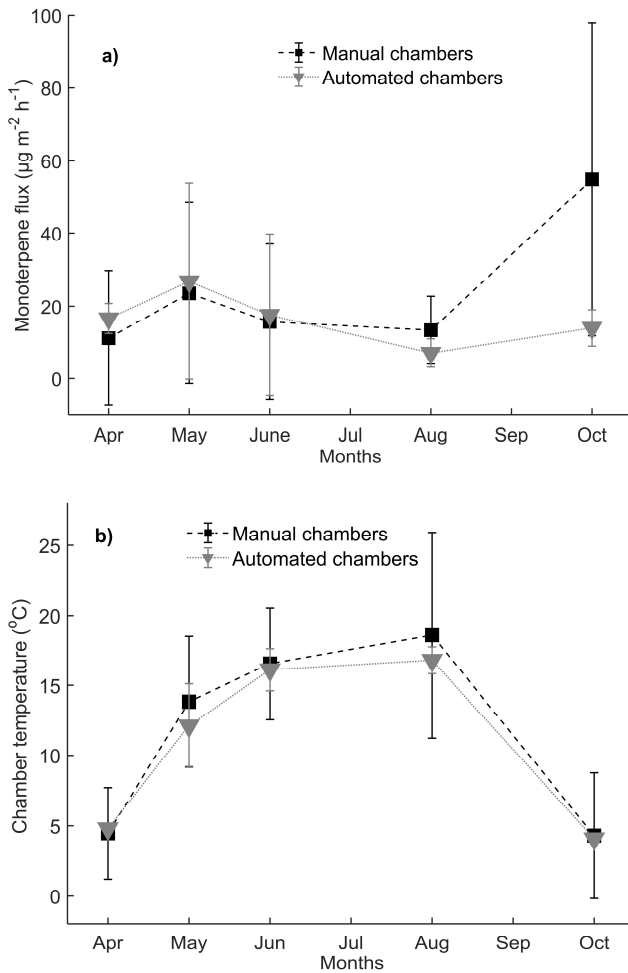 100
80
60
40
20
0
Monoterpene flux (µg m-2 h-1)
a)
Manual chambers
Automated chambers
Apr May June Jul Aug Sep Oct
Months
25
20
15
10
5
0
Chamber temperature (oC)
b)
Manual chambers
Automated chambers
Apr May Jun Jul Aug Sep Oct
Months